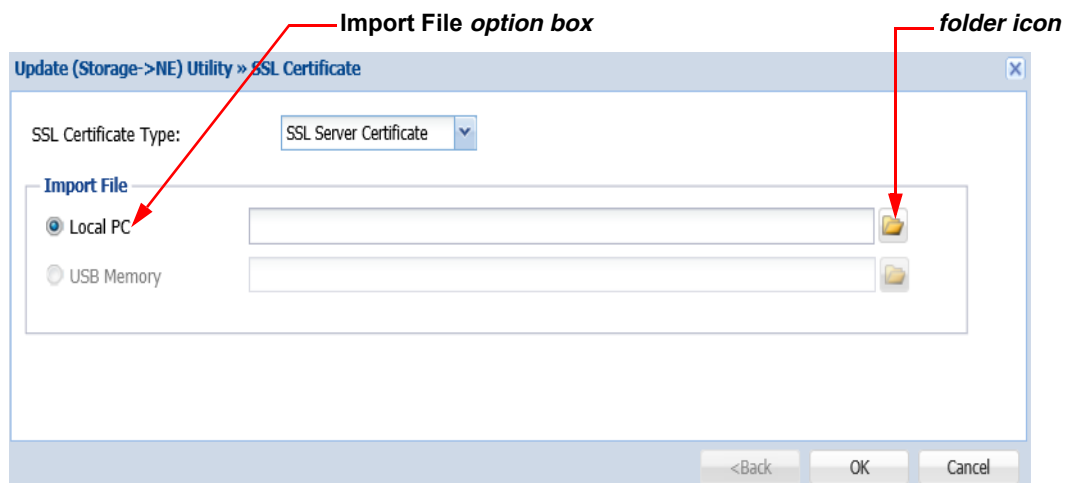 Import File option box
folder icon
Update (Storage->NE) Utility » SSL Certificate
SSL Certificate Type:
SSL Server Certificate
Import File
Local PC
USB Memory
<Back
OK
Cancel